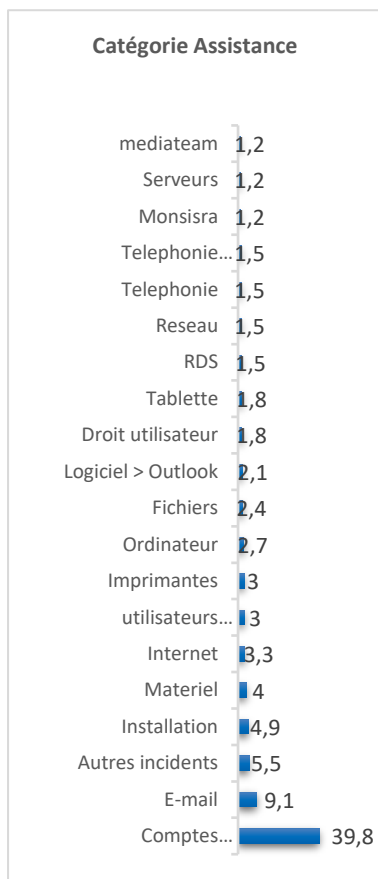 Catégorie Assistance
mediateam 1,2
Serveurs 1,2
Monsisra 1,2
Telephonie... 1,5
Telephonie 1,5
Reseau 1,5
RDS 1,5
Tablette 1,8
Droit utilisateur 1,8
Logiciel > Outlook 2,1
Fichiers 2,4
Ordinateur 2,7
Imprimantes 3
utilisateurs... 3
Internet 3,3
Materiel 4
Installation 4,9
Autres incidents 5,5
E-mail 9,1
Comptes... 39,8